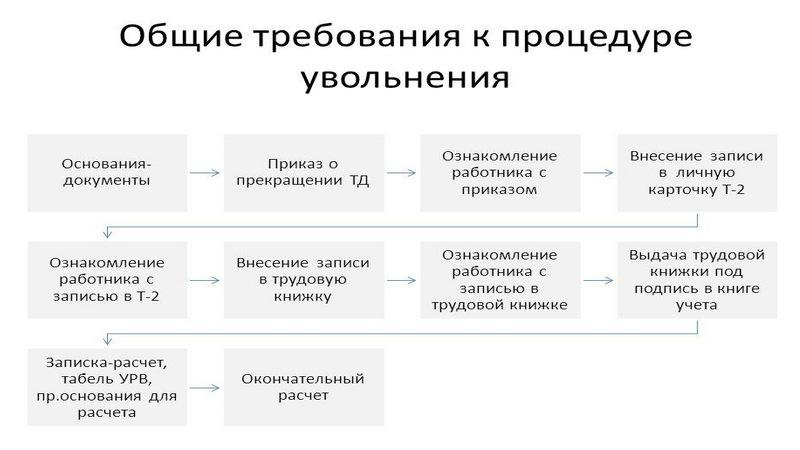 Общие требования к процедуре
увольнения
Основания-
документы
Приказ о
прекращении ТД
Ознакомление
работника с
приказом
Внесение записи
в личную
карточку Т-2
Ознакомление
работника с
записью в Т-2
Внесение записи
в трудовую
книжку
Ознакомление
работника с
записью в
трудовой книжке
Выдача трудовой
книжки под
подпись в книге
учета
Записка-расчет,
табель УРВ,
пр.основания для
расчета
Окончательный
расчет